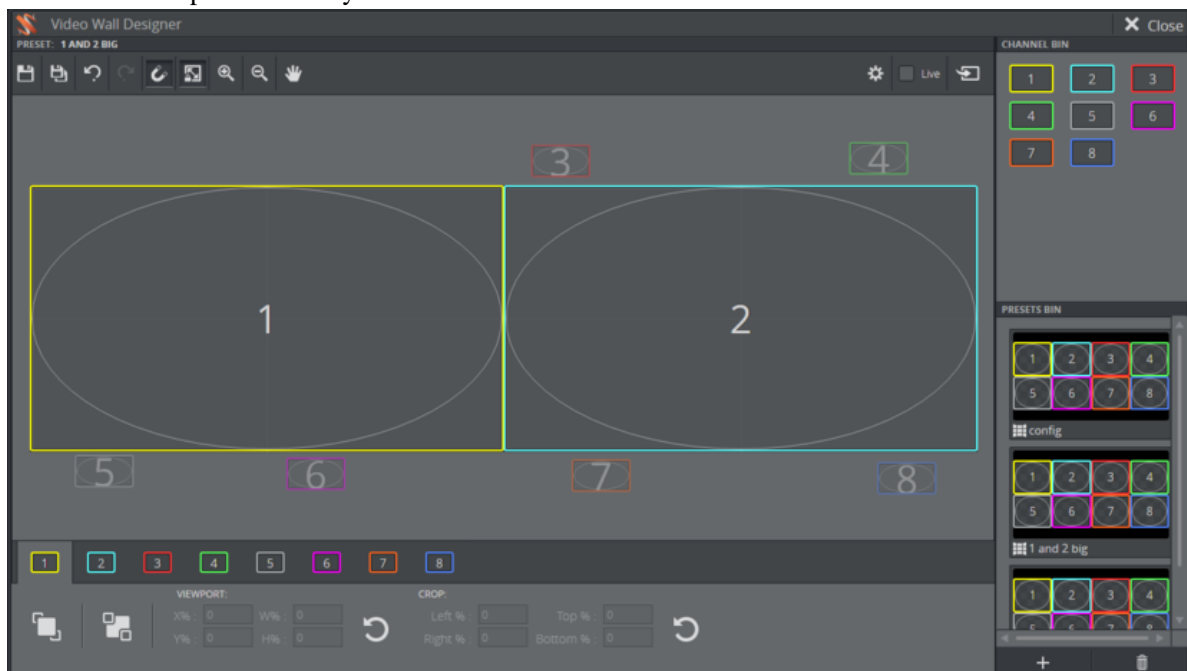 Video Wall Designer
Close
PRESET: 1 AND 2 BIG
Live
3 4
1 2
5 6 7 8
1 2 3 4 5 6 7 8
VIEWPORT: CROP:
X% : 0 W% : 0 Left % : 0 Top % : 0
Y% : 0 H% : 0 Right % : 0 Bottom % : 0
CHANNEL BIN
1 2 3
4 5 6
7 8
PRESETS BIN
1 2 3 4
5 6 7 8
config
1 2 3 4
5 6 7 8
1 and 2 big
1 2 3 4